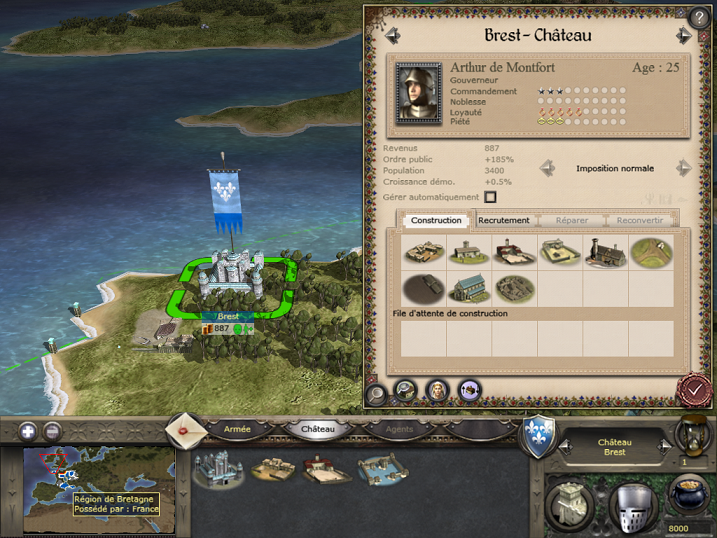 ?
Brest - Château
Arthur de Montfort Age : 25
Gouverneur
Commandement
Noblesse
Loyauté
Piété
Revenus 887
Ordre public +185%
Population 3400
Croissance démo. +0.5%
Imposition normale
Gérer automatiquement
Construction Recrutement Réparer Reconvertir
File d'attente de construction
Brest
887
Armée Château Agents
Château
Brest
1
Région de Bretagne
Possédé par : France
8000